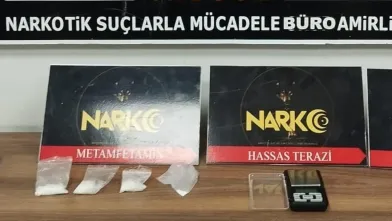 NARKOTİK SUÇLARLA MÜCADELE BÜRO AMİRLİ
NARKO
METAMFETAMİN
NARKO
HASSAS TERAZİ